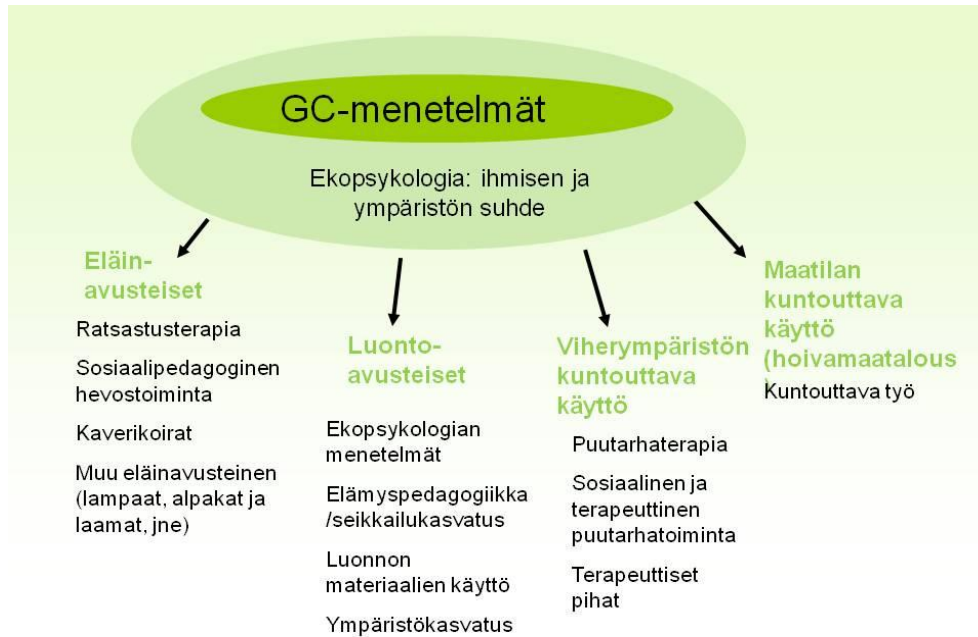 GC-menetelmät
Ekopsykologia: ihmisen ja
ympäristön suhde
Eläin-
avusteiset
Ratsastusterapia
Sosiaalipedagoginen
hevostoiminta
Kaverikoirat
Muu eläinavusteinen
(lampaat, alpakat ja
laamat, jne)
Luonto-
avusteiset
Ekopsykologian
menetelmät
Elämyspedagogiikka
/seikkailukasvatus
Luonnon
materiaalien käyttö
Ympäristökasvatus
Viherympäristön
kuntouttava
käyttö
Puutarhaterapia
Sosiaalinen ja
terapeuttinen
puutarhatoiminta
Terapeuttiset
pihat
Maatilan
kuntouttava
käyttö
(hoivamaatalous
)
Kuntouttava työ